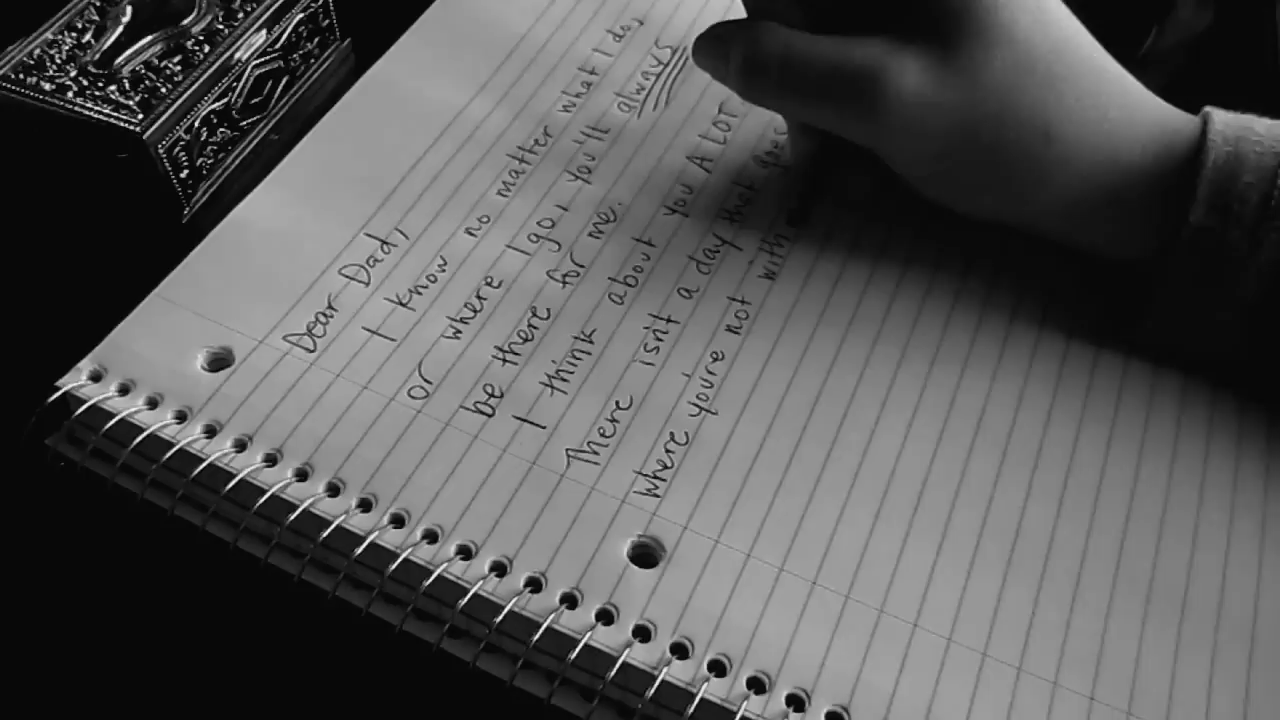 Dear Dad,
I know no matter what I do,
or where I go, you'll always
be there for me.
I think about you A LOT
There isn't a day that goes
where you're not with